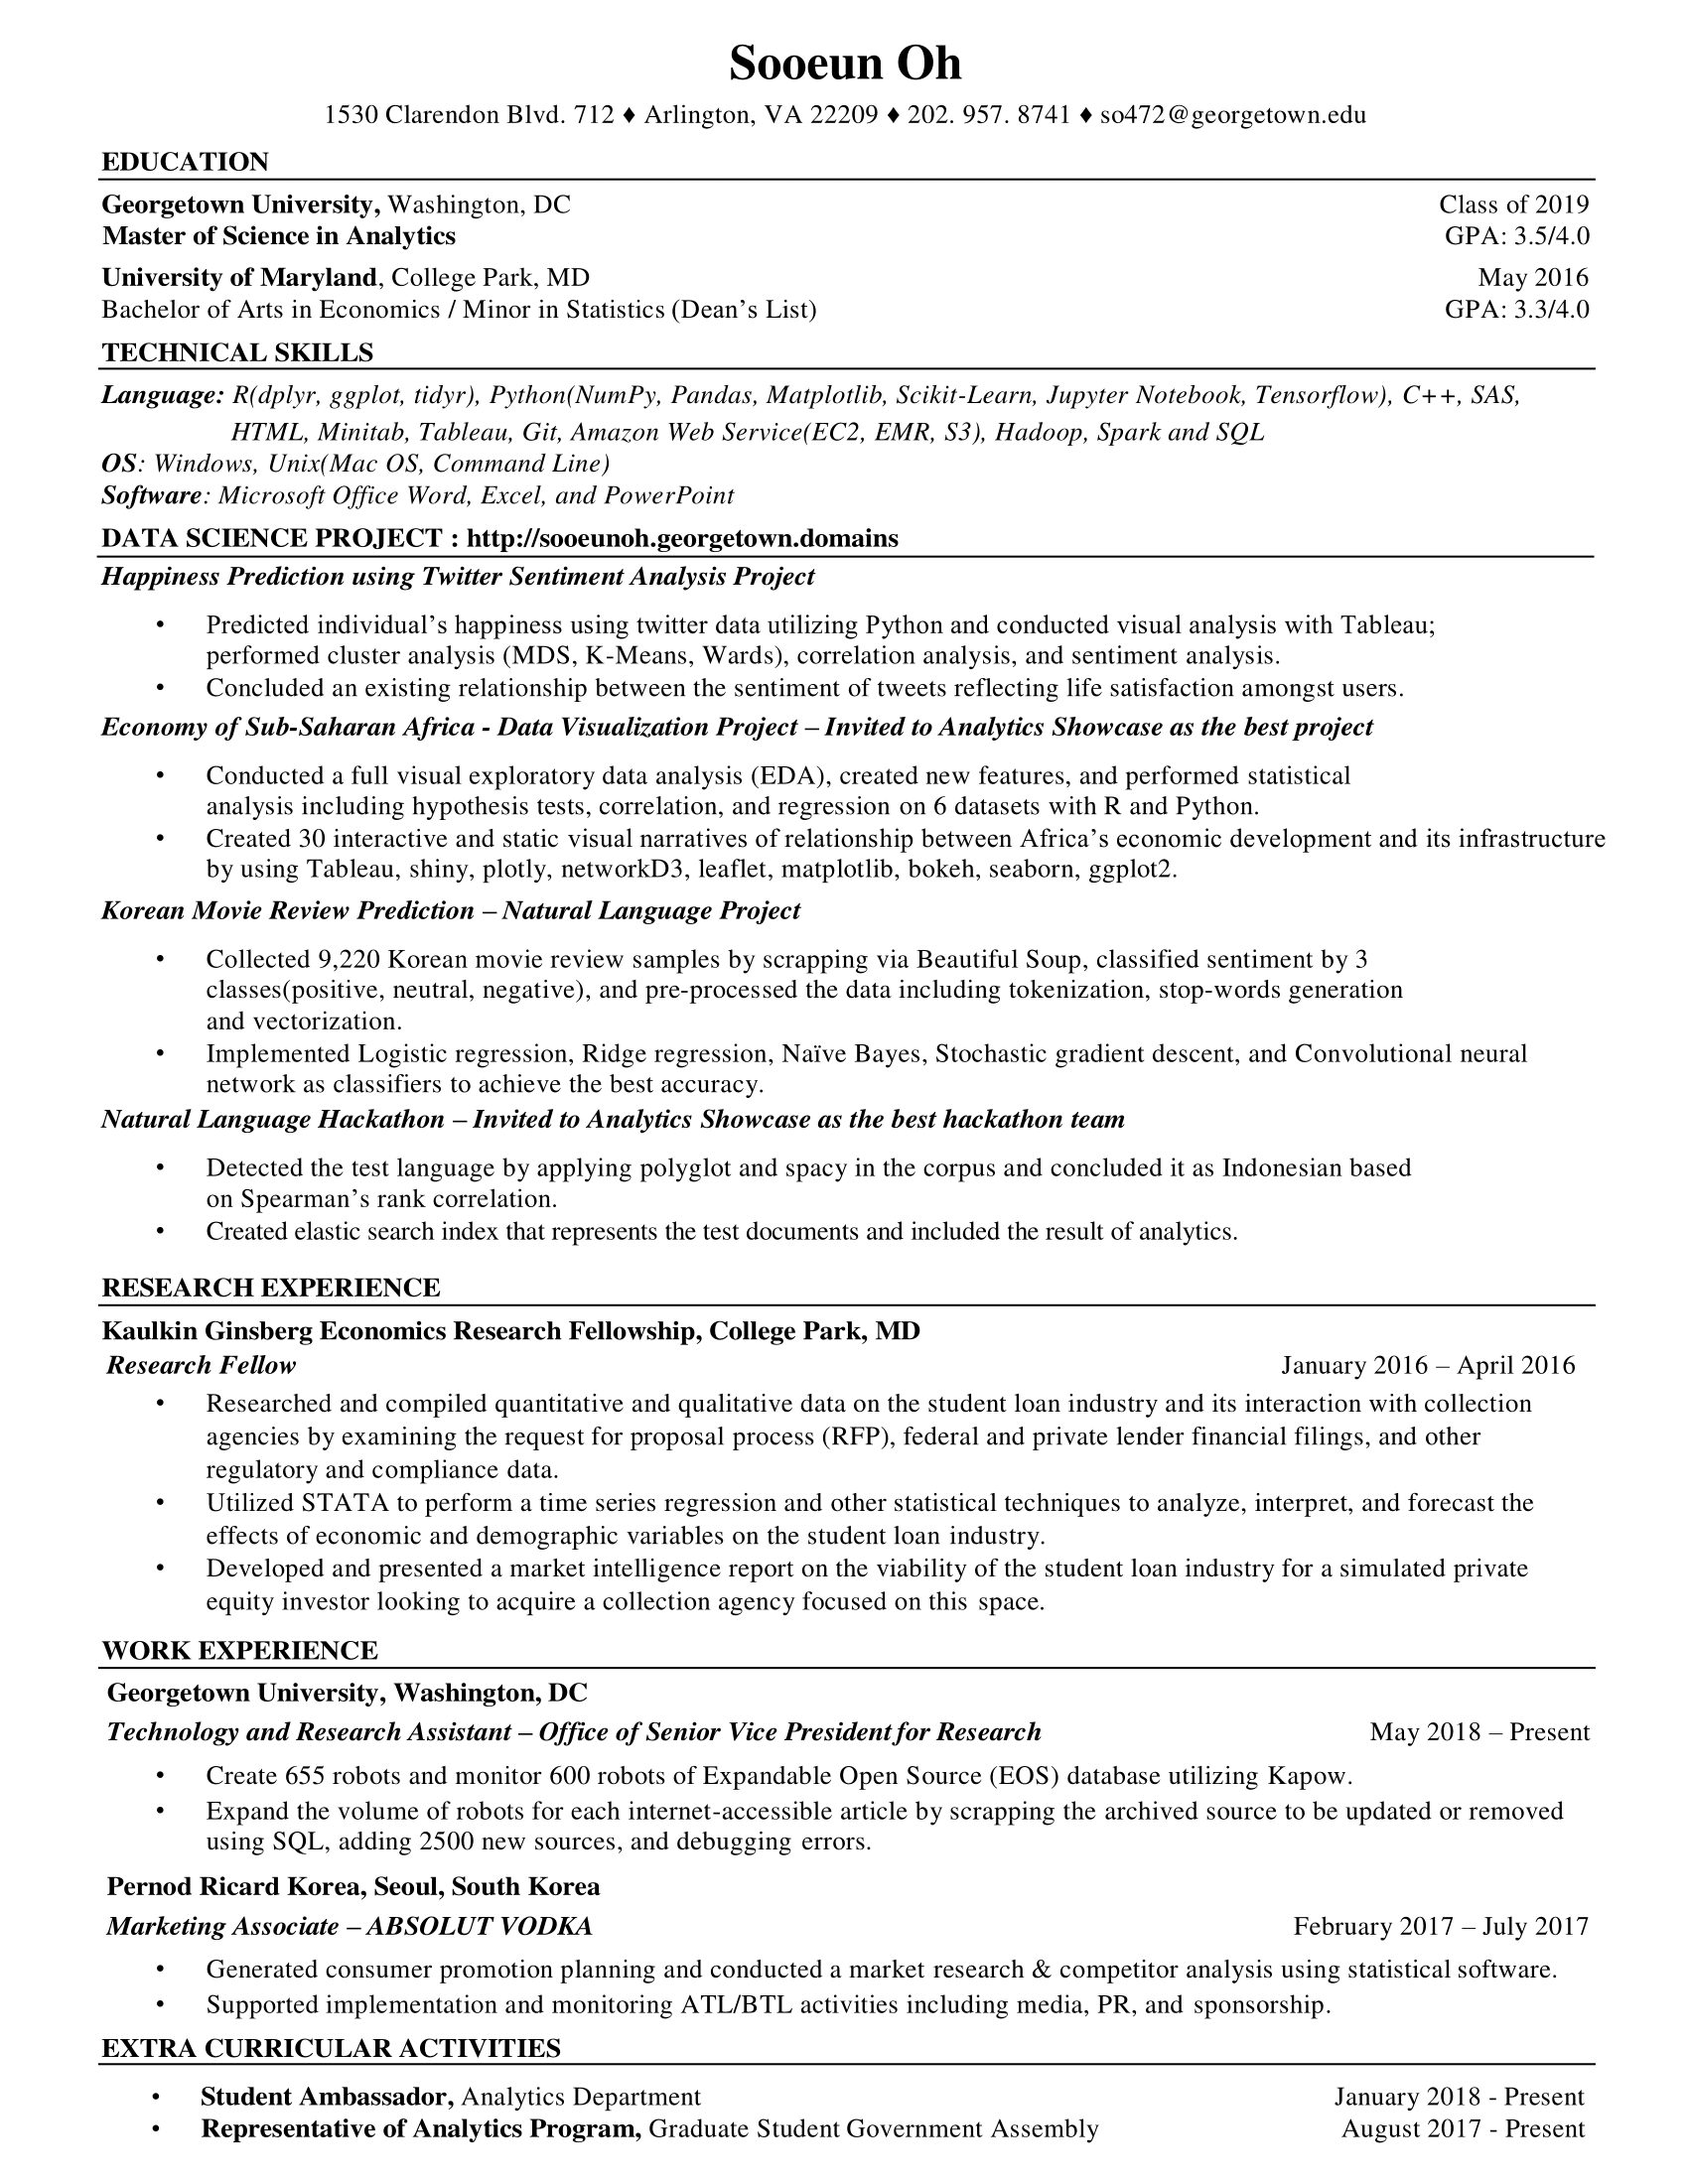 Sooeun Oh
1530 Clarendon Blvd. 712 ♦ Arlington, VA 22209 ♦ 202. 957. 8741 ♦ so472@georgetown.edu
EDUCATION
Georgetown University, Washington, DC Class of 2019
Master of Science in Analytics GPA: 3.5/4.0
University of Maryland, College Park, MD May 2016
Bachelor of Arts in Economics / Minor in Statistics (Dean's List) GPA: 3.3/4.0
TECHNICAL SKILLS
Language: R(dplyr, ggplot, tidyr), Python(NumPy, Pandas, Matplotlib, Scikit-Learn, Jupyter Notebook, Tensorflow), C++, SAS,
HTML, Minitab, Tableau, Git, Amazon Web Service(EC2, EMR, S3), Hadoop, Spark and SQL
OS: Windows, Unix(Mac OS, Command Line)
Software: Microsoft Office Word, Excel, and PowerPoint
DATA SCIENCE PROJECT : http://sooeunoh.georgetown.domains
Happiness Prediction using Twitter Sentiment Analysis Project
• Predicted individual's happiness using twitter data utilizing Python and conducted visual analysis with Tableau;
performed cluster analysis (MDS, K-Means, Wards), correlation analysis, and sentiment analysis.
• Concluded an existing relationship between the sentiment of tweets reflecting life satisfaction amongst users.
Economy of Sub-Saharan Africa - Data Visualization Project – Invited to Analytics Showcase as the best project
• Conducted a full visual exploratory data analysis (EDA), created new features, and performed statistical
analysis including hypothesis tests, correlation, and regression on 6 datasets with R and Python.
• Created 30 interactive and static visual narratives of relationship between Africa's economic development and its infrastructure
by using Tableau, shiny, plotly, networkD3, leaflet, matplotlib, bokeh, seaborn, ggplot2.
Korean Movie Review Prediction – Natural Language Project
• Collected 9,220 Korean movie review samples by scrapping via Beautiful Soup, classified sentiment by 3
classes(positive, neutral, negative), and pre-processed the data including tokenization, stop-words generation
and vectorization.
• Implemented Logistic regression, Ridge regression, Naïve Bayes, Stochastic gradient descent, and Convolutional neural
network as classifiers to achieve the best accuracy.
Natural Language Hackathon – Invited to Analytics Showcase as the best hackathon team
• Detected the test language by applying polyglot and spacy in the corpus and concluded it as Indonesian based
on Spearman's rank correlation.
• Created elastic search index that represents the test documents and included the result of analytics.
RESEARCH EXPERIENCE
Kaulkin Ginsberg Economics Research Fellowship, College Park, MD
Research Fellow January 2016 – April 2016
• Researched and compiled quantitative and qualitative data on the student loan industry and its interaction with collection
agencies by examining the request for proposal process (RFP), federal and private lender financial filings, and other
regulatory and compliance data.
• Utilized STATA to perform a time series regression and other statistical techniques to analyze, interpret, and forecast the
effects of economic and demographic variables on the student loan industry.
• Developed and presented a market intelligence report on the viability of the student loan industry for a simulated private
equity investor looking to acquire a collection agency focused on this space.
WORK EXPERIENCE
Georgetown University, Washington, DC
Technology and Research Assistant – Office of Senior Vice President for Research May 2018 – Present
• Create 655 robots and monitor 600 robots of Expandable Open Source (EOS) database utilizing Kapow.
• Expand the volume of robots for each internet-accessible article by scrapping the archived source to be updated or removed
using SQL, adding 2500 new sources, and debugging errors.
Pernod Ricard Korea, Seoul, South Korea
Marketing Associate – ABSOLUT VODKA February 2017 – July 2017
• Generated consumer promotion planning and conducted a market research & competitor analysis using statistical software.
• Supported implementation and monitoring ATL/BTL activities including media, PR, and sponsorship.
EXTRA CURRICULAR ACTIVITIES
• Student Ambassador, Analytics Department January 2018 - Present
• Representative of Analytics Program, Graduate Student Government Assembly August 2017 - Present